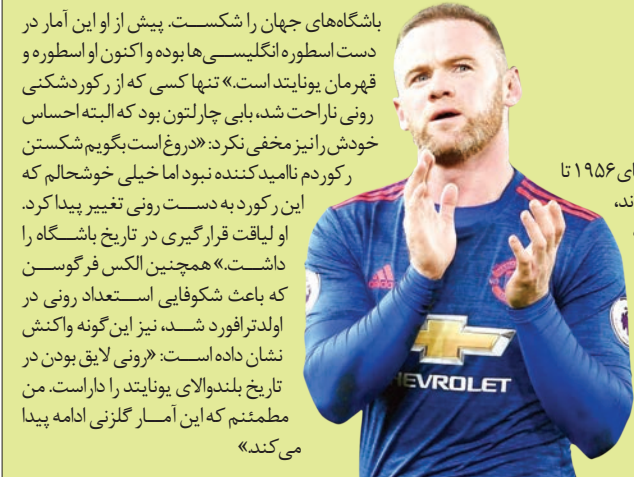 باشگاه‌های جهان را شکست. پیش از او این آمار در
دست اسطوره انگلیسی‌ها بوده و اکنون او اسطوره و
قهرمان یونایتد است.» تنها کسی که از رکوردشکنی
رونی ناراحت شد، بابی چارلتون بود که البته احساس
خودش را نیز مخفی نکرد: «دروغ است بگویم شکستن
رکوردم ناامیدکننده نبود اما خیلی خوشحالم که
این رکورد به دست رونی تغییر پیدا کرد.
او لیاقت قرارگیری در تاریخ باشگاه را
داشت.» همچنین الکس فرگوسن
که باعث شکوفایی استعداد رونی در
اولدترافورد شد، نیز این‌گونه واکنش
نشان داده است: «رونی لایق بودن در
تاریخ بلندوالای یونایتد را داراست. من
مطمئنم که این آمار گلزنی ادامه پیدا
می‌کند.»
۱۹۵۶ تا
EVROLET